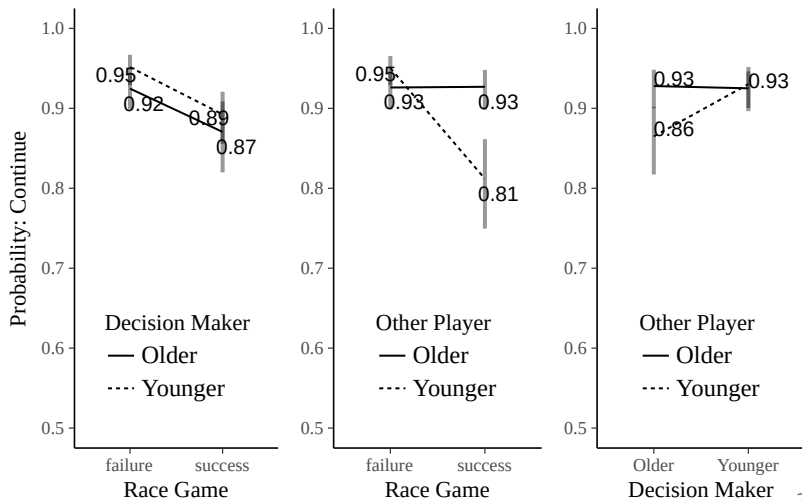 Probability: Continue
1.0
0.9
0.8
0.7
0.6
0.5
0.95
0.92
0.89
0.87
Decision Maker
Older
Younger
failure success
Race Game
1.0
0.9
0.8
0.7
0.6
0.5
0.95
0.93
0.93
0.81
Other Player
Older
Younger
failure success
Race Game
1.0
0.9
0.8
0.7
0.6
0.5
0.93
0.93
0.86
Other Player
Older
Younger
Older Younger
Decision Maker